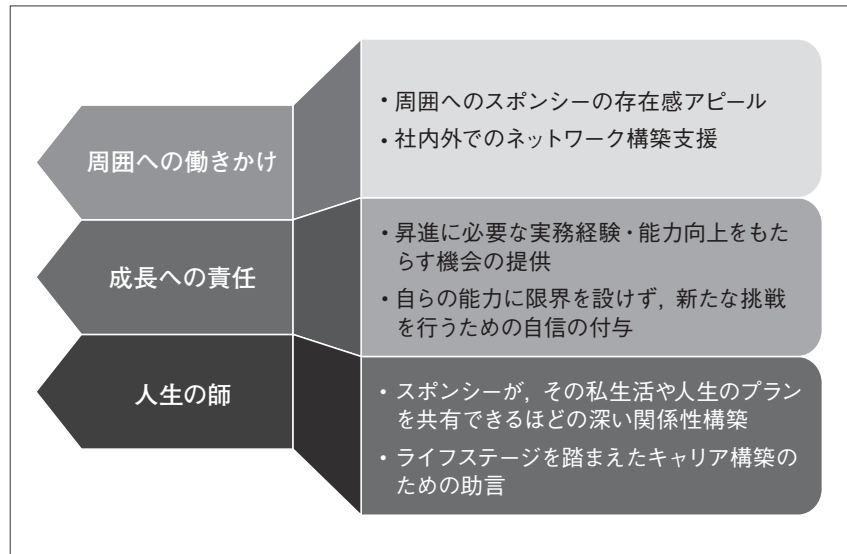 周囲への働きかけ
・周囲へのスポンシーの存在感アピール
・社内外でのネットワーク構築支援
成長への責任
・昇進に必要な実務経験・能力向上をもた
らす機会の提供
・自らの能力に限界を設けず，新たな挑戦
を行うための自信の付与
人生の師
・スポンシーが，その私生活や人生のプラン
を共有できるほどの深い関係性構築
・ライフステージを踏まえたキャリア構築の
ための助言